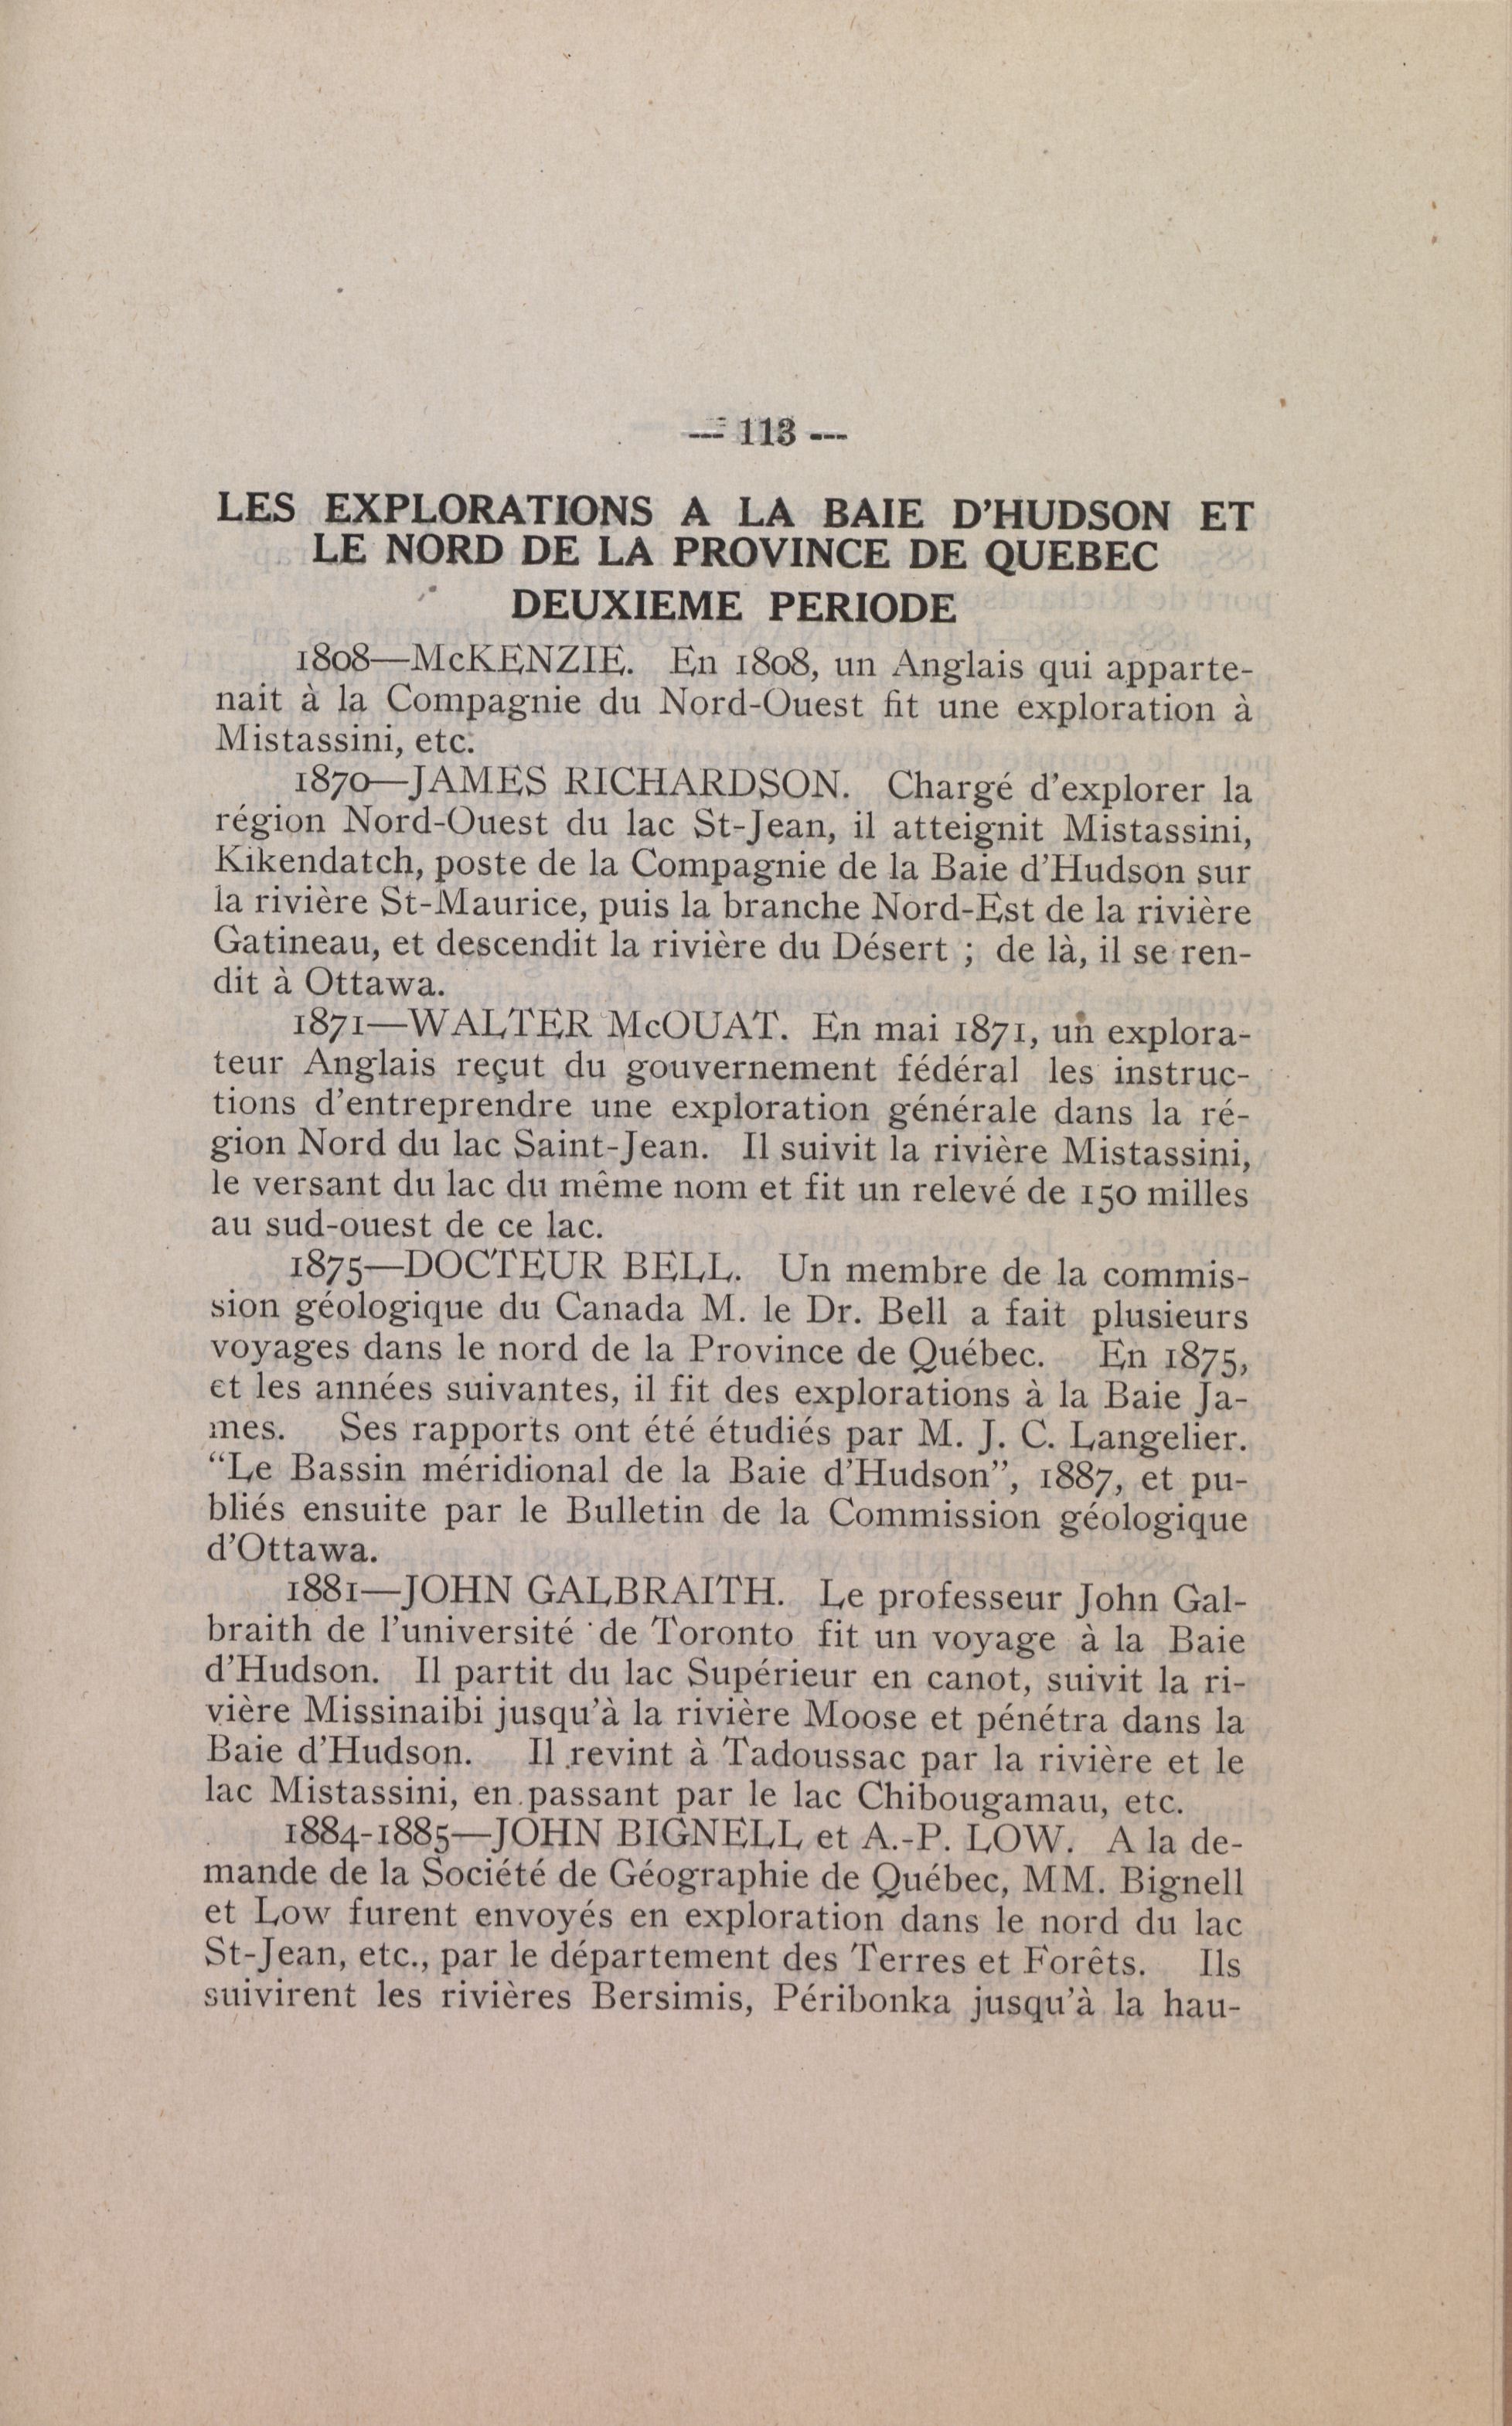 — 113 —
LES EXPLORATIONS A LA BAIE D'HUDSON ET
LE NORD DE LA PROVINCE DE QUEBEC
DEUXIEME PERIODE
1808—McKENZIE. En 1808, un Anglais qui apparte-
nait à la Compagnie du Nord-Ouest fit une exploration à
Mistassini, etc.
1870—JAMES RICHARDSON. Chargé d'explorer la
région Nord-Ouest du lac St-Jean, il atteignit Mistassini,
Kikendatch, poste de la Compagnie de la Baie d'Hudson sur
la rivière St-Maurice, puis la branche Nord-Est de la rivière
Gatineau, et descendit la rivière du Désert ; de là, il se ren-
dit à Ottawa.
1871—WALTER McOUAT. En mai 1871, un explora-
teur Anglais reçut du gouvernement fédéral les instruc-
tions d'entreprendre une exploration générale dans la ré-
gion Nord du lac Saint-Jean. Il suivit la rivière Mistassini,
le versant du lac du même nom et fit un relevé de 150 milles
au sud-ouest de ce lac.
1875—DOCTEUR BELL. Un membre de la commis-
sion géologique du Canada M. le Dr. Bell a fait plusieurs
voyages dans le nord de la Province de Québec. En 1875,
et les années suivantes, il fit des explorations à la Baie Ja-
mes. Ses rapports ont été étudiés par M. J. C. Langelier.
“Le Bassin méridional de la Baie d'Hudson”, 1887, et pu-
bliés ensuite par le Bulletin de la Commission géologique
d'Ottawa.
1881—JOHN GALBRAITH. Le professeur John Gal-
braith de l'université de Toronto fit un voyage à la Baie
d'Hudson. Il partit du lac Supérieur en canot, suivit la ri-
vière Missinaibi jusqu'à la rivière Moose et pénétra dans la
Baie d'Hudson. Il revint à Tadoussac par la rivière et le
lac Mistassini, en passant par le lac Chibougamau, etc.
1884-1885—JOHN BIGNELL et A.-P. LOW. A la de-
mande de la Société de Géographie de Québec, MM. Bignell
et Low furent envoyés en exploration dans le nord du lac
St-Jean, etc., par le département des Terres et Forêts. Ils
suivirent les rivières Bersimis, Péribonka jusqu'à la hau-